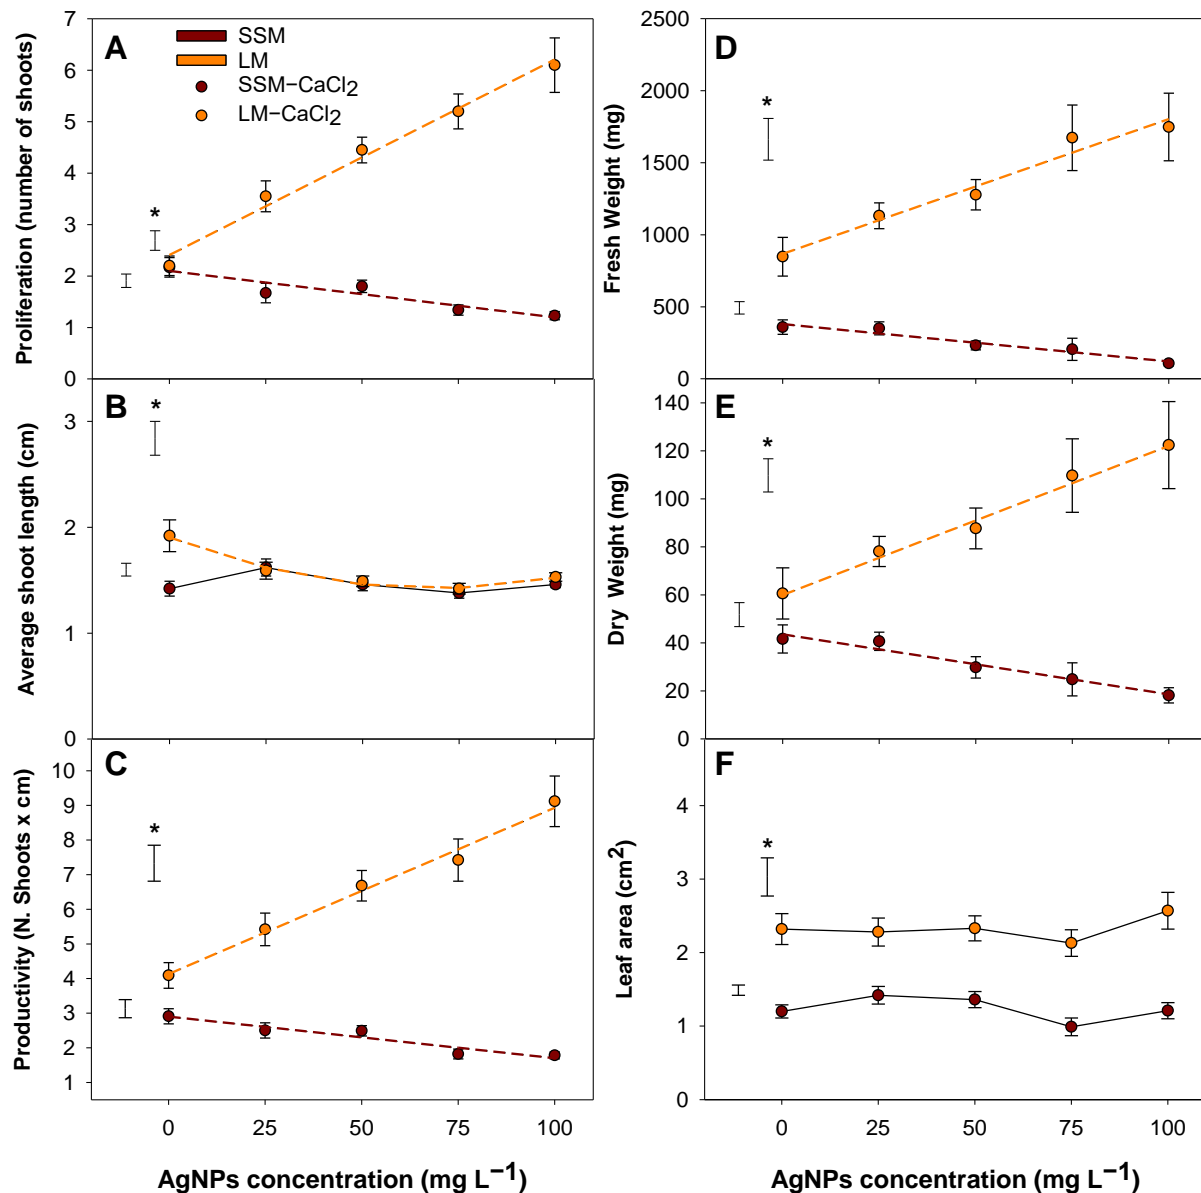 A
SSM
LM
SSM−CaCl2
LM−CaCl2
*
7
6
5
4
3
2
1
0
Proliferation (number of shoots)
D
*
2500
2000
1500
1000
500
0
Fresh Weight (mg)
B
*
3
2
1
0
Average shoot length (cm)
E
*
140
120
100
80
60
40
20
0
Dry Weight (mg)
C
*
10
9
8
7
6
5
4
3
2
1
Productivity (N. Shoots x cm)
0 25 50 75 100
AgNPs concentration (mg L−1)
F
*
4
3
2
1
0
Leaf area (cm2)
0 25 50 75 100
AgNPs concentration (mg L−1)